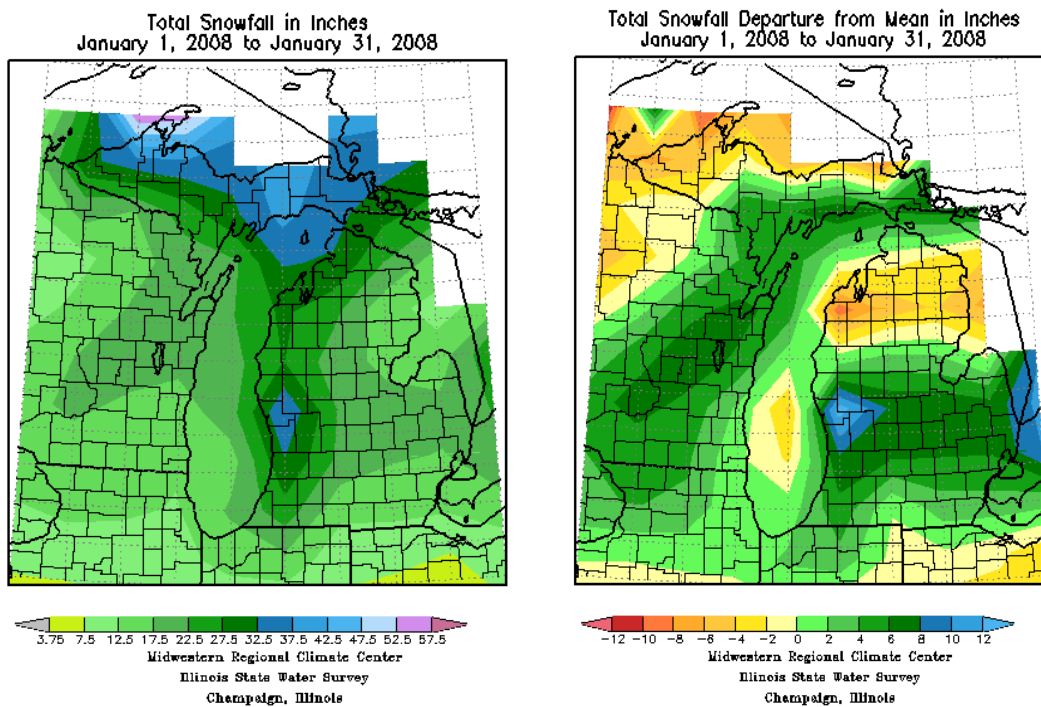 Total Snowfall in Inches
January 1, 2008 to January 31, 2008
3.75 7.5 12.5 17.5 22.5 27.5 32.5 37.5 42.5 47.5 52.5 57.5
Midwestern Regional Climate Center
Illinois State Water Survey
Champaign, Illinois
Total Snowfall Departure from Mean in Inches
January 1, 2008 to January 31, 2008
-12 -10 -8 -6 -4 -2 0 2 4 6 8 10 12
Midwestern Regional Climate Center
Illinois State Water Survey
Champaign, Illinois